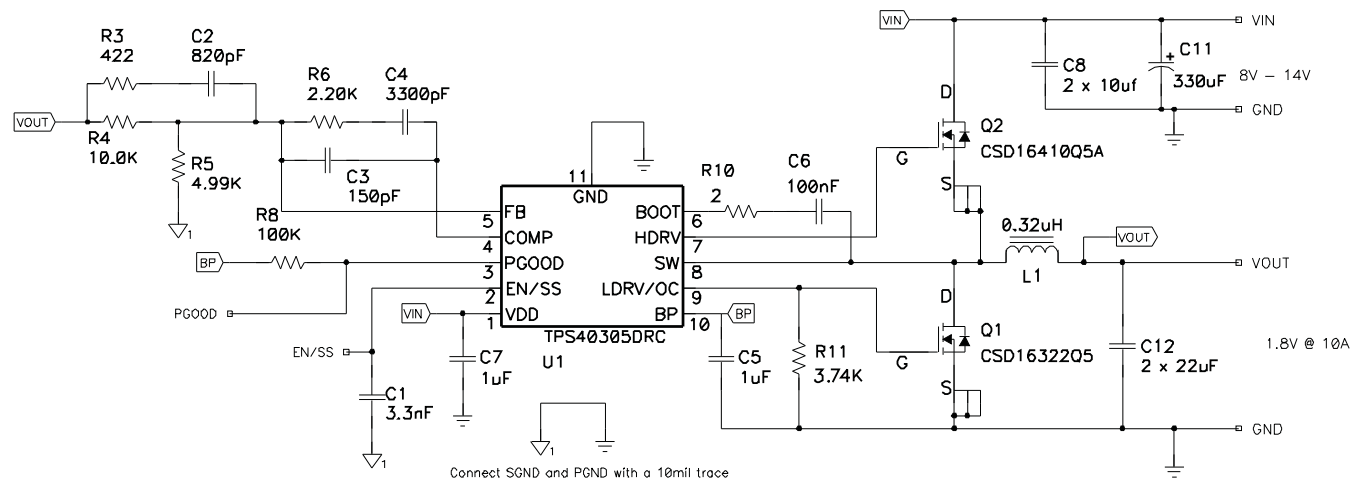 VIN
VIN
R3
422
C2
820pF
C11
330uF
C8
2 x 10uf
8V – 14V
R6
2.20K
C4
3300pF
D
GND
VOUT
R4
10.0K
Q2
CSD16410Q5A
G
R5
4.99K
C3
150pF
C6
100nF
R10
2
11
GND
S
R8
100K
5
FB
BOOT
6
1
0.32uH
L1
4
COMP
HDRV
7
VOUT
BP
3
PGOOD
SW
8
VOUT
2
EN/SS
LDRV/OC
9
D
PGOOD
VIN
1
VDD
BP
10
BP
TPS40305DRC
U1
Q1
CSD16322Q5
G
EN/SS
C7
1uF
C5
1uF
R11
3.74K
C12
2 x 22uF
1.8V @ 10A
S
C1
3.3nF
GND
1
1
Connect SGND and PGND with a 10mil trace